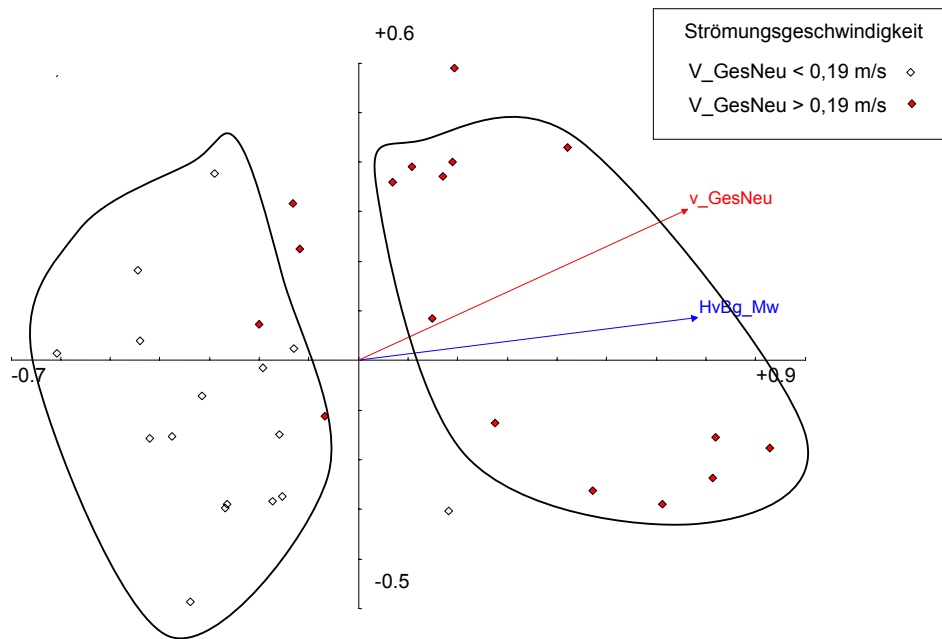 +0.6
Strömungsgeschwindigkeit
V_GesNeu < 0,19 m/s
V_GesNeu > 0,19 m/s
v_GesNeu
HvBg_Mw
-0.7
+0.9
-0.5